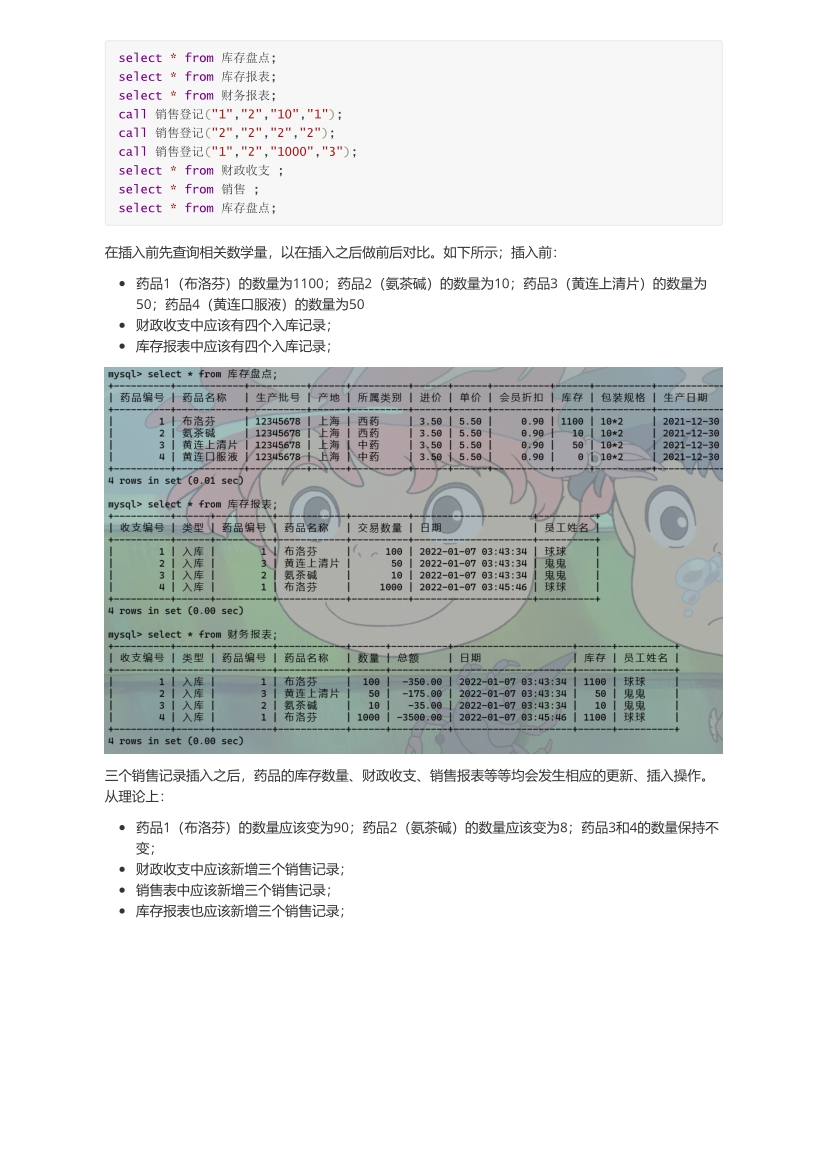 select * from 库存盘点;
select * from 库存报表;
select * from 财务报表;
call 销售登记("1","2","10","1");
call 销售登记("2","2","2","2");
call 销售登记("1","2","1000","3");
select * from 财政收支 ;
select * from 销售 ;
select * from 库存盘点;
在插入前先查询相关数学量，以在插入之后做前后对比。如下所示；插入前：
• 药品1（布洛芬）的数量为1100；药品2（氨茶碱）的数量为10；药品3（黄连上清片）的数量为
50；药品4（黄连口服液）的数量为50
• 财政收支中应该有四个入库记录；
• 库存报表中应该有四个入库记录；
mysql> select * from 库存盘点;
| 药品编号 | 药品名称 | 生产批号 | 产地 | 所属类别 | 进价 | 单价 | 会员折扣 | 库存 | 包装规格 | 生产日期
| 1 | 布洛芬 | 12345678 | 上海 | 西药 | 3.50 | 5.50 | 0.90 | 1100 | 10*2 | 2021-12-30
| 2 | 氨茶碱 | 12345678 | 上海 | 西药 | 3.50 | 5.50 | 0.90 | 10 | 10*2 | 2021-12-30
| 3 | 黄连上清片 | 12345678 | 上海 | 中药 | 3.50 | 5.50 | 0.90 | 50 | 10*2 | 2021-12-30
| 4 | 黄连口服液 | 12345678 | 上海 | 中药 | 3.50 | 5.50 | 0.90 | 0 | 10*2 | 2021-12-30
4 rows in set (0.01 sec)
mysql> select * from 库存报表;
| 收支编号 | 类型 | 药品编号 | 药品名称 | 交易数量 | 日期 | 员工姓名 |
| 1 | 入库 | 1 | 布洛芬 | 100 | 2022-01-07 03:43:34 | 球球 |
| 2 | 入库 | 3 | 黄连上清片 | 50 | 2022-01-07 03:43:34 | 鬼鬼 |
| 3 | 入库 | 2 | 氨茶碱 | 10 | 2022-01-07 03:43:34 | 鬼鬼 |
| 4 | 入库 | 1 | 布洛芬 | 1000 | 2022-01-07 03:45:46 | 球球 |
4 rows in set (0.00 sec)
mysql> select * from 财务报表;
| 收支编号 | 类型 | 药品编号 | 药品名称 | 数量 | 总额 | 日期 | 库存 | 员工姓名 |
| 1 | 入库 | 1 | 布洛芬 | 100 | -350.00 | 2022-01-07 03:43:34 | 1100 | 球球 |
| 2 | 入库 | 3 | 黄连上清片 | 50 | -175.00 | 2022-01-07 03:43:34 | 50 | 鬼鬼 |
| 3 | 入库 | 2 | 氨茶碱 | 10 | -35.00 | 2022-01-07 03:43:34 | 10 | 鬼鬼 |
| 4 | 入库 | 1 | 布洛芬 | 1000 | -3500.00 | 2022-01-07 03:45:46 | 1100 | 球球 |
4 rows in set (0.00 sec)
三个销售记录插入之后，药品的库存数量、财政收支、销售报表等等均会发生相应的更新、插入操作。
从理论上：
• 药品1（布洛芬）的数量应该变为90；药品2（氨茶碱）的数量应该变为8；药品3和4的数量保持不
变；
• 财政收支中应该新增三个销售记录；
• 销售表中应该新增三个销售记录；
• 库存报表也应该新增三个销售记录；